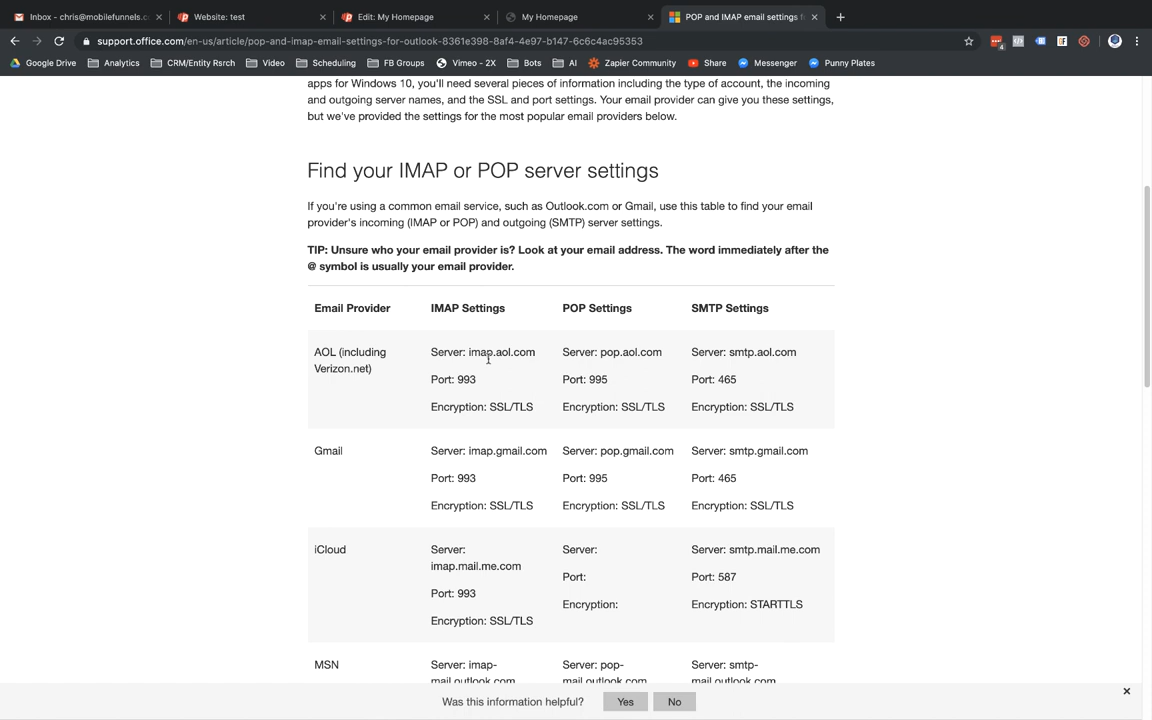 Inbox - chris@mobilefunnels.c
Website: test
Edit: My Homepage
My Homepage
POP and IMAP email settings f
support.office.com/en-us/article/pop-and-imap-email-settings-for-outlook-8361e398-8af4-4e97-b147-6c6c4ac95353
4
Google Drive
Analytics
CRM/Entity Rsrch
Video
Scheduling
FB Groups
Vimeo - 2X
Bots
AI
Zapier Community
Share
Messenger
Punny Plates
apps for Windows 10, you'll need several pieces of information including the type of account, the incoming
and outgoing server names, and the SSL and port settings. Your email provider can give you these settings,
but we've provided the settings for the most popular email providers below.
Find your IMAP or POP server settings
If you're using a common email service, such as Outlook.com or Gmail, use this table to find your email
provider's incoming (IMAP or POP) and outgoing (SMTP) server settings.
TIP: Unsure who your email provider is? Look at your email address. The word immediately after the
@ symbol is usually your email provider.
Email Provider IMAP Settings POP Settings SMTP Settings
AOL (including Server: imap.aol.com Server: pop.aol.com Server: smtp.aol.com
Verizon.net)
Port: 993 Port: 995 Port: 465
Encryption: SSL/TLS Encryption: SSL/TLS Encryption: SSL/TLS
Gmail Server: imap.gmail.com Server: pop.gmail.com Server: smtp.gmail.com
Port: 993 Port: 995 Port: 465
Encryption: SSL/TLS Encryption: SSL/TLS Encryption: SSL/TLS
iCloud Server: Server: Server: smtp.mail.me.com
imap.mail.me.com
Port: Port: 587
Port: 993
Encryption: Encryption: STARTTLS
Encryption: SSL/TLS
MSN Server: imap- Server: pop- Server: smtp-
mail.outlook.com mail.outlook.com mail.outlook.com
Was this information helpful? Yes No